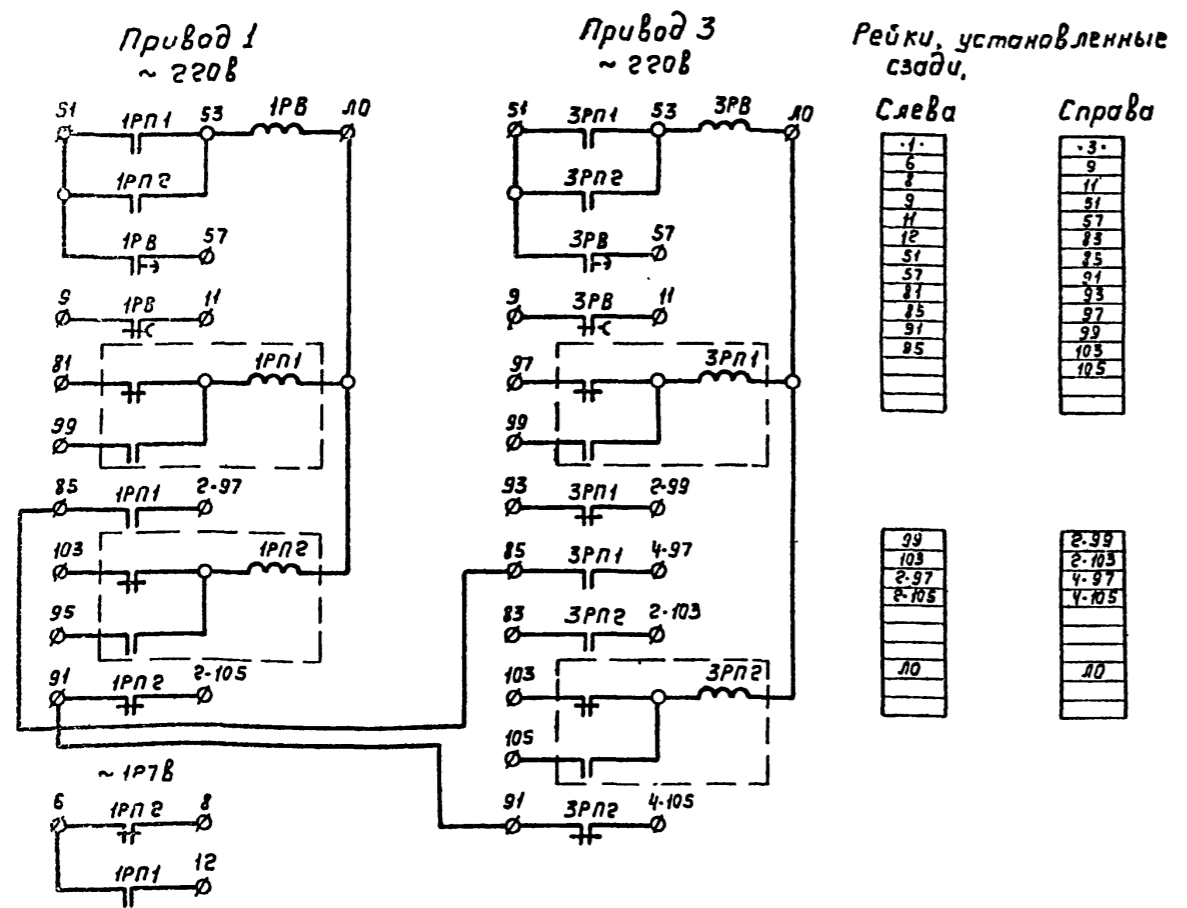 Привод 1
~ 220в
51
1РП1
53
1РВ
ЛО
1РП2
1РВ
57
9
1РВ
11
81
1РП1
99
85
1РП1
2-97
103
1РП2
95
91
1РП2
2-105
~ 127в
6
1РП2
8
1РП1
12
Привод 3
~ 220в
51
3РП1
53
3РВ
ЛО
3РП2
3РВ
57
9
3РВ
11
97
3РП1
99
93
3РП1
2-99
85
3РП1
4-97
83
3РП2
2-103
103
3РП2
105
91
3РП2
4-105
Рейки, установленные
сзади,
Слева
·1·
6
8
9
11
12
51
57
81
85
91
85
99
103
2-97
2-105
ЛО
Справа
·3·
9
11
51
57
83
85
91
93
97
99
103
105
2-99
2-103
4-97
4-105
ЛО